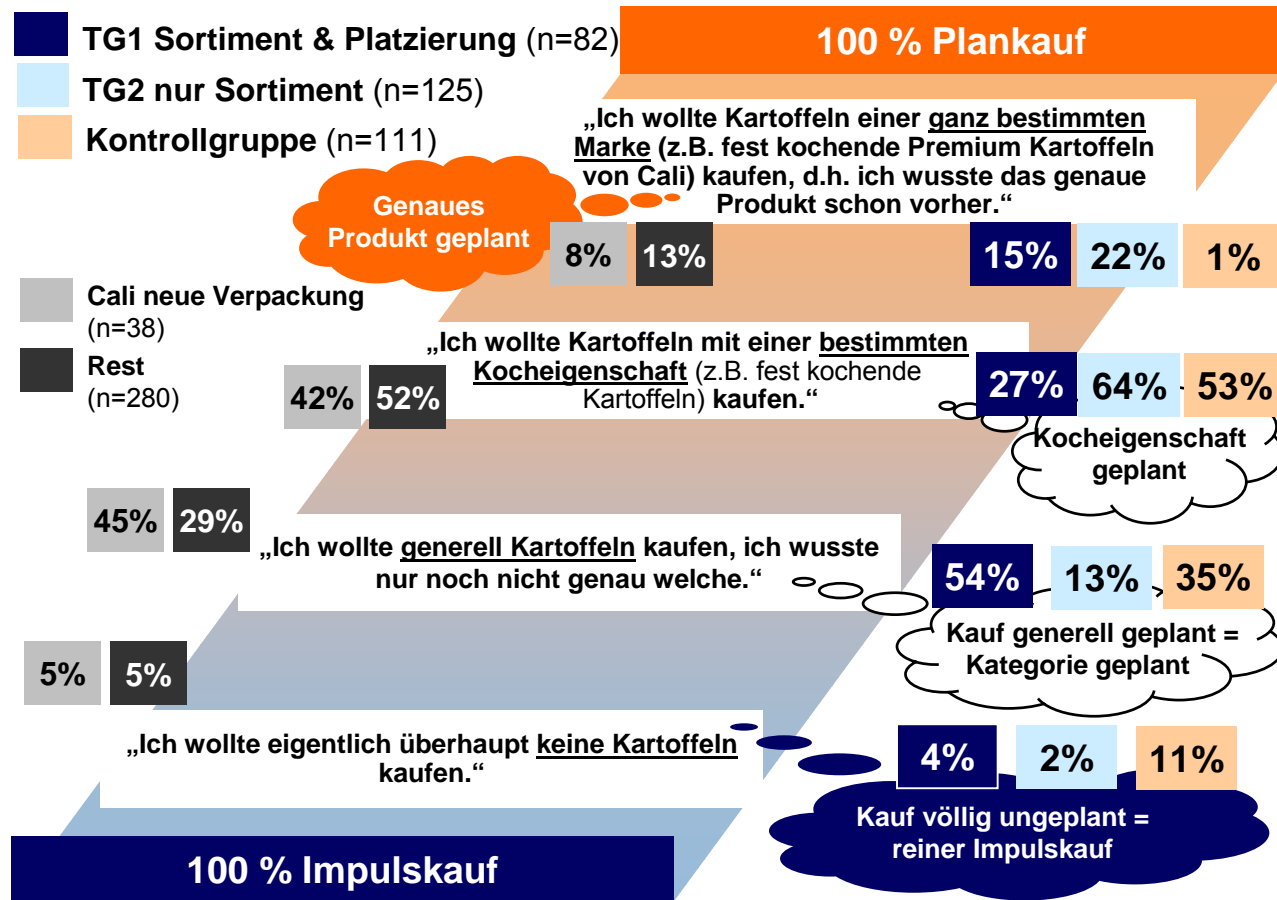 TG1 Sortiment & Platzierung (n=82)
TG2 nur Sortiment (n=125)
Kontrollgruppe (n=111)
100 % Plankauf
„Ich wollte Kartoffeln einer ganz bestimmten
Marke (z.B. fest kochende Premium Kartoffeln
von Cali) kaufen, d.h. ich wusste das genaue
Produkt schon vorher.“
Genaues
Produkt geplant
8% 13%
15% 22% 1%
Cali neue Verpackung
(n=38)
Rest
(n=280)
„Ich wollte Kartoffeln mit einer bestimmten
Kocheigenschaft (z.B. fest kochende
Kartoffeln) kaufen.“
42% 52%
27% 64% 53%
Kocheigenschaft
geplant
45% 29%
„Ich wollte generell Kartoffeln kaufen, ich wusste
nur noch nicht genau welche.“
54% 13% 35%
Kauf generell geplant =
Kategorie geplant
5% 5%
„Ich wollte eigentlich überhaupt keine Kartoffeln
kaufen.“
4% 2% 11%
Kauf völlig ungeplant =
reiner Impulskauf
100 % Impulskauf